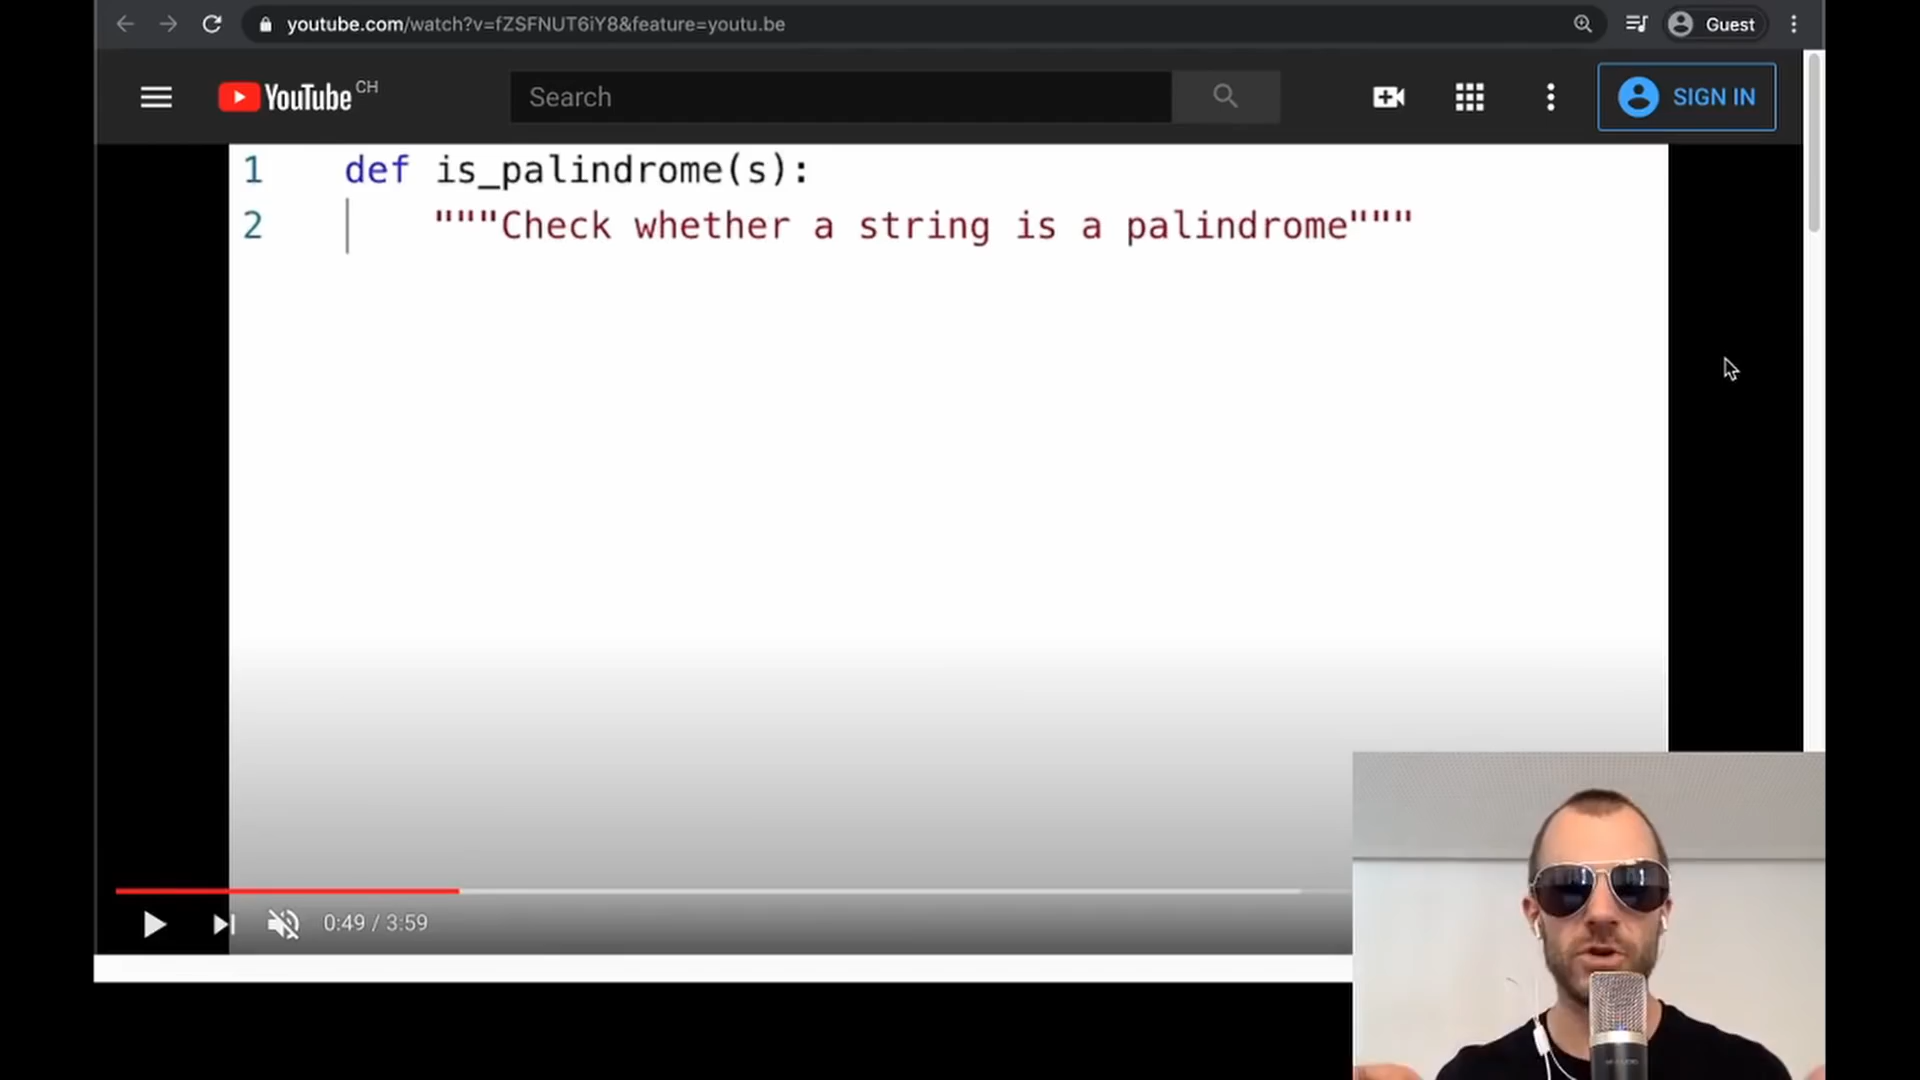 youtube.com/watch?v=fZSFNUT6iY8&feature=youtu.be
Guest
YouTube CH
Search
SIGN IN
1 def is_palindrome(s):
2 """Check whether a string is a palindrome"""
0:49 / 3:59